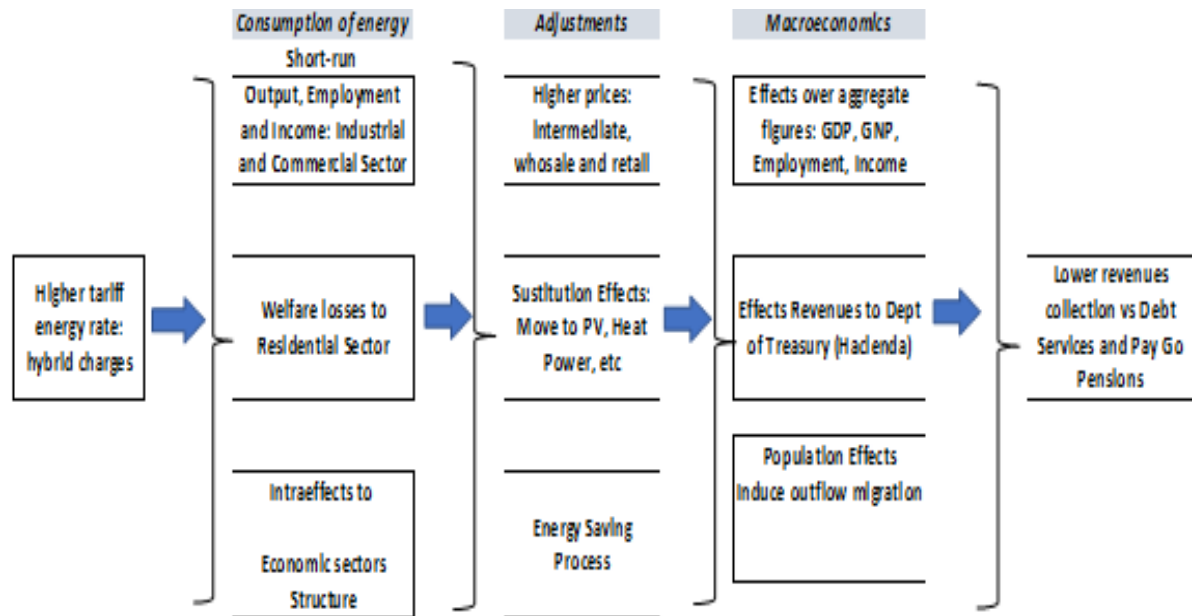 Consumption of energy
Short-run
Output, Employment
and Income: Industrial
and Commercial Sector
Adjustments
Higher prices:
intermediate,
whosale and retail
Macroeconomics
Effects over aggregate
figures: GDP, GNP,
Employment, Income
Higher tariff
energy rate:
hybrid charges
Welfare losses to
Residential Sector
Sustitution Effects:
Move to PV, Heat
Power, etc
Effects Revenues to Dept
of Treasury (Hacienda)
Lower revenues
collection vs Debt
Services and Pay Go
Pensions
Intraeffects to
Economic sectors
Structure
Energy Saving
Process
Population Effects
Induce outflow migration